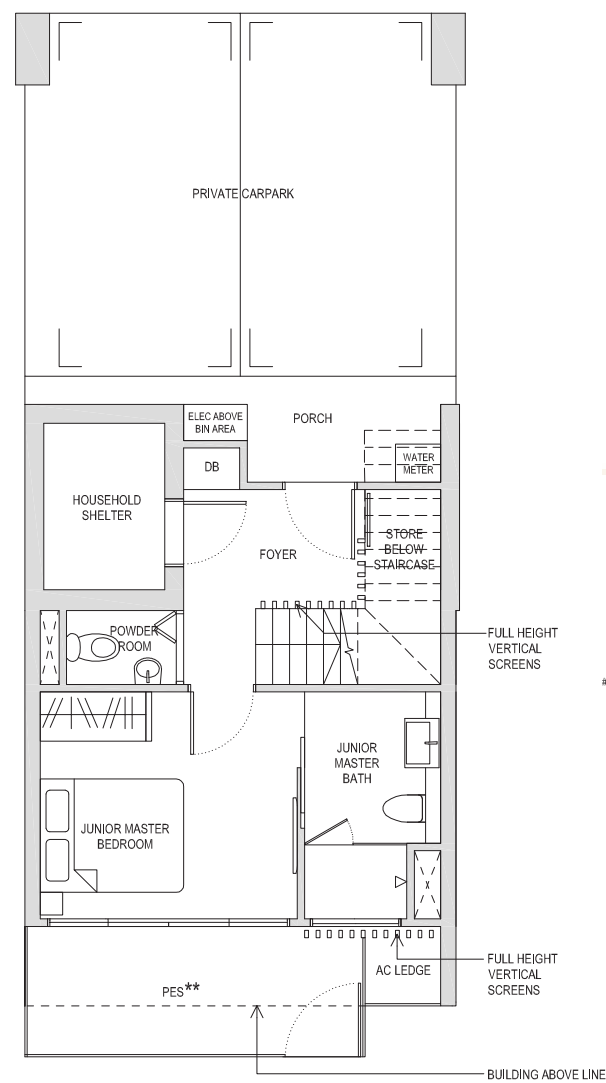 PRIVATE CARPARK
ELEC ABOVE
BIN AREA
PORCH
DB
WATER
METER
HOUSEHOLD
SHELTER
FOYER
STORE
BELOW
STAIRCASE
POWDER
ROOM
FULL HEIGHT
VERTICAL
SCREENS
#
JUNIOR
MASTER
BATH
JUNIOR MASTER
BEDROOM
AC LEDGE
FULL HEIGHT
VERTICAL
SCREENS
PES**
BUILDING ABOVE LINE